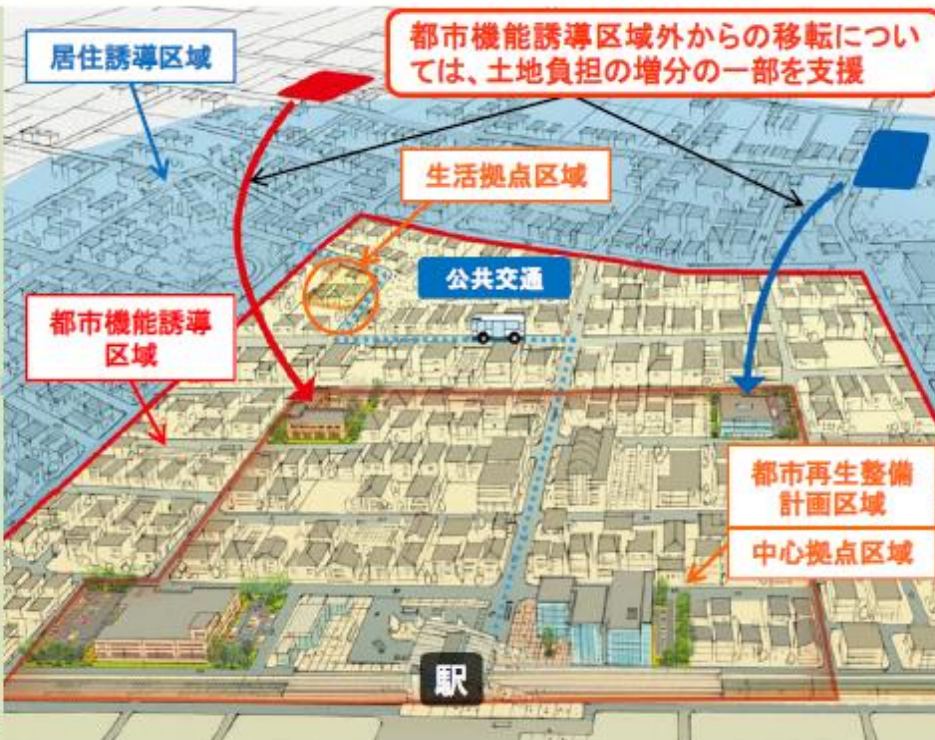 居住誘導区域
都市機能誘導区域外からの移転につい
ては、土地負担の増分の一部を支援
生活拠点区域
公共交通
都市機能誘導
区域
都市再生整備
計画区域
中心拠点区域
駅